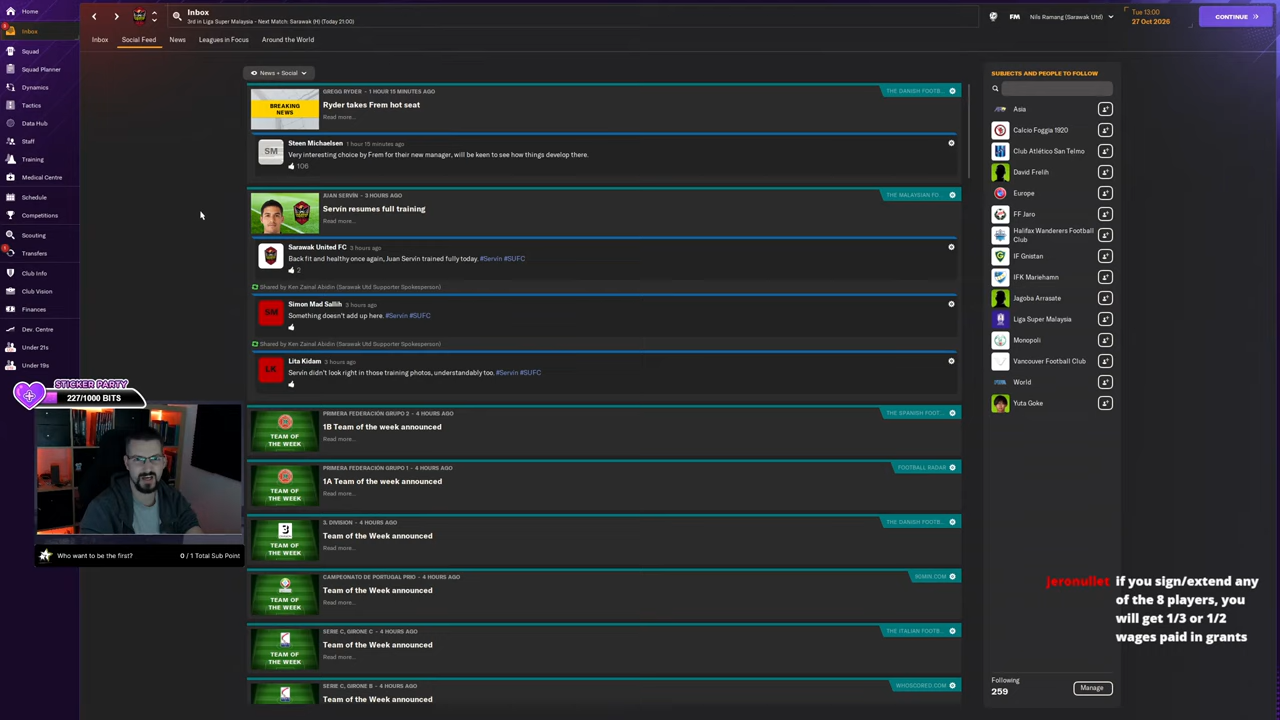 Home
Inbox
Squad
Squad Planner
Dynamics
Tactics
Data Hub
Staff
Training
Medical Centre
Schedule
Competitions
Scouting
Transfers
Club Info
Club Vision
Finances
Dev. Centre
Under 21s
Under 19s
Inbox
3rd in Liga Super Malaysia - Next Match: Sarawak (H) (Today 21:00)
FM
Nils Ramang (Sarawak Utd)
Tue 13:00
27 Oct 2026
CONTINUE
Inbox
Social Feed
News
Leagues in Focus
Around the World
News + Social
GREGG RYDER - 1 HOUR 15 MINUTES AGO
THE DANISH FOOTB...
BREAKING
NEWS
Ryder takes Frem hot seat
Read more...
SM
Steen Michaelsen 1 hour 15 minutes ago
Very interesting choice by Frem for their new manager, will be keen to see how things develop there.
106
JUAN SERVÍN - 3 HOURS AGO
THE MALAYSIAN FO...
Servín resumes full training
Read more...
Sarawak United FC 3 hours ago
Back fit and healthy once again, Juan Servín trained fully today. #Servín #SUFC
2
Shared by Ken Zainal Abidin (Sarawak Utd Supporter Spokesperson)
SM
Simon Mad Sallih 3 hours ago
Something doesn't add up here. #Servín #SUFC
Shared by Ken Zainal Abidin (Sarawak Utd Supporter Spokesperson)
LK
Lita Kidam 3 hours ago
Servín didn't look right in those training photos, understandably too. #Servín #SUFC
PRIMERA FEDERACIÓN GRUPO 2 - 4 HOURS AGO
THE SPANISH FOOT...
TEAM OF
THE WEEK
1B Team of the week announced
Read more...
PRIMERA FEDERACIÓN GRUPO 1 - 4 HOURS AGO
FOOTBALL RADAR
TEAM OF
THE WEEK
1A Team of the week announced
Read more...
3. DIVISION - 4 HOURS AGO
THE DANISH FOOTB...
TEAM OF
THE WEEK
Team of the Week announced
Read more...
CAMPEONATO DE PORTUGAL PRIO - 4 HOURS AGO
90MIN.COM
TEAM OF
THE WEEK
Team of the Week announced
Read more...
SERIE C, GIRONE C - 4 HOURS AGO
THE ITALIAN FOOTB...
TEAM OF
THE WEEK
Team of the Week announced
Read more...
SERIE C, GIRONE B - 4 HOURS AGO
WHOSCORED.COM
Team of the Week announced
SUBJECTS AND PEOPLE TO FOLLOW
Asia
Calcio Foggia 1920
Club Atlético San Telmo
David Frelih
Europe
FF Jaro
Halifax Wanderers Football
Club
IF Gnistan
IFK Mariehamn
Jagoba Arrasate
Liga Super Malaysia
Monopoli
Vancouver Football Club
World
Yuta Goke
Following
259
Manage
STICKER PARTY
227/1000 BITS
Who want to be the first?
0 / 1 Total Sub Point
Jeronullet if you sign/extend any
of the 8 players, you
will get 1/3 or 1/2
wages paid in grants